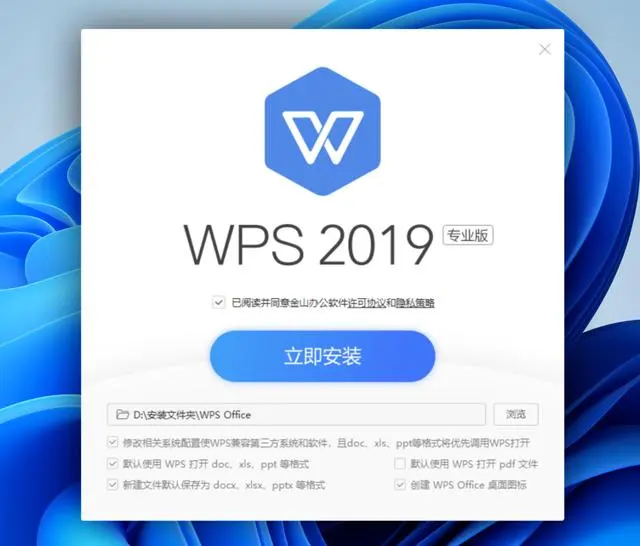 WPS 2019 专业版
已阅读并同意金山办公软件许可协议和隐私策略
立即安装
D:\安装文件夹\WPS Office 浏览
修改相关系统配置使WPS兼容第三方系统和软件，且doc、xls、ppt等格式将优先调用WPS打开
默认使用 WPS 打开 doc、xls、ppt 等格式 默认使用 WPS 打开 pdf 文件
新建文件默认保存为 docx、xlsx、pptx 等格式 创建 WPS Office 桌面图标